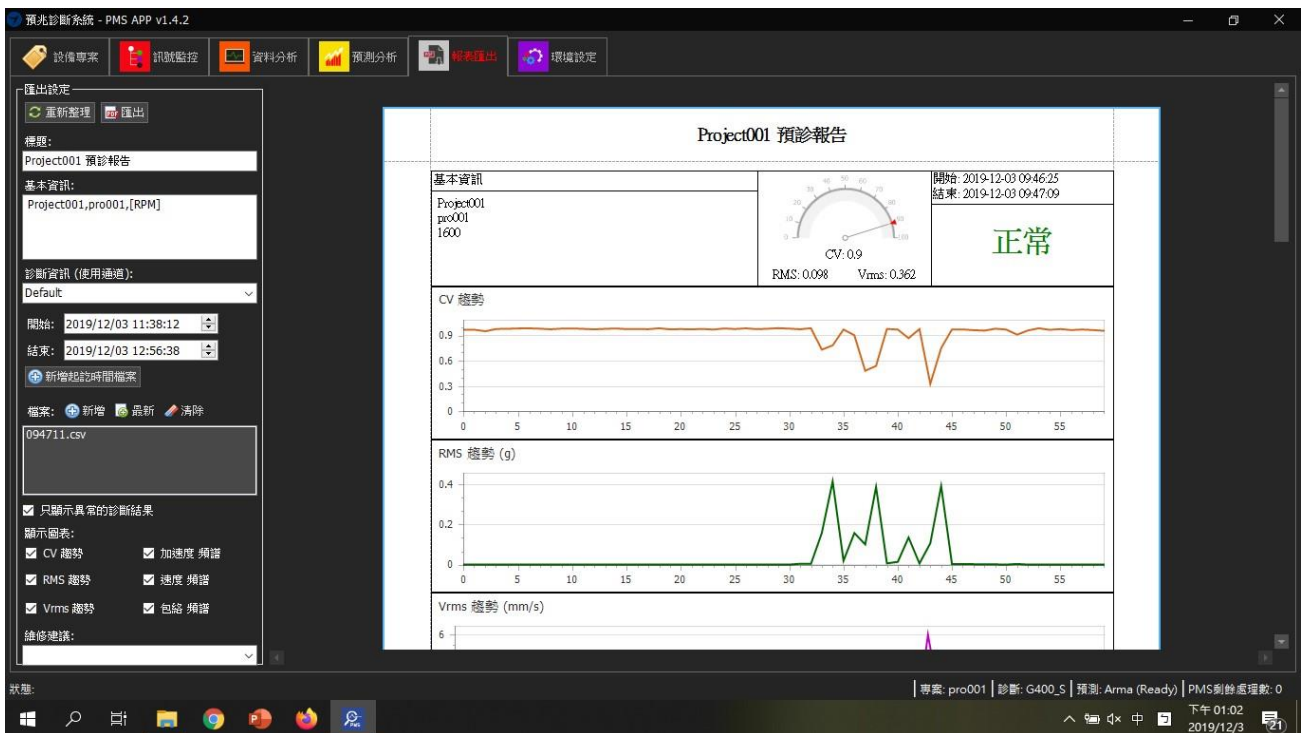 預兆診斷系統 - PMS APP v1.4.2
設備專案 訊號監控 資料分析 預測分析 報表匯出 環境設定
匯出設定
重新整理 匯出
標題:
Project001 預診報告
基本資訊:
Project001,pro001,[RPM]
診斷資訊 (使用通道):
Default
開始: 2019/12/03 11:38:12
結束: 2019/12/03 12:56:38
新增起訖時間檔案
檔案: 新增 最新 清除
094711.csv
只顯示異常的診斷結果
顯示圖表:
CV 趨勢 加速度 頻譜
RMS 趨勢 速度 頻譜
Vrms 趨勢 包絡 頻譜
維修建議:
Project001 預診報告
基本資訊
Project001
pro001
1600
0 10 20 30 40 50 60 70 80 90 100
CV: 0.9
RMS: 0.098 Vrms: 0.362
開始: 2019-12-03 09:46:25
結束: 2019-12-03 09:47:09
正常
CV 趨勢
0.9
0.6
0.3
0
0 5 10 15 20 25 30 35 40 45 50 55
RMS 趨勢 (g)
0.4
0.2
0
0 5 10 15 20 25 30 35 40 45 50 55
Vrms 趨勢 (mm/s)
6
狀態:
專案: pro001 診斷: G400_S 預測: Arma (Ready) PMS剩餘處理數: 0
中
下午 01:02
2019/12/3
21